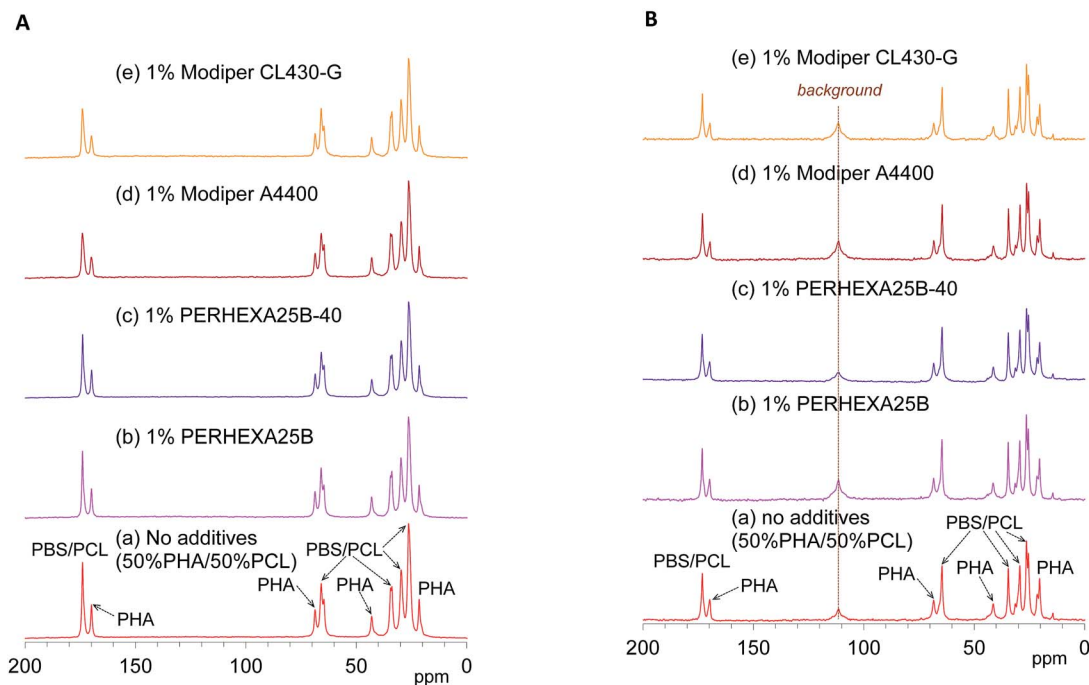 A
(e) 1% Modiper CL430-G
(d) 1% Modiper A4400
(c) 1% PERHEXA25B-40
(b) 1% PERHEXA25B
(a) No additives
(50%PHA/50%PCL)
PBS/PCL
PBS/PCL
PHA
PHA
PHA
PHA
200
150
100
50
0
ppm
B
(e) 1% Modiper CL430-G
background
(d) 1% Modiper A4400
(c) 1% PERHEXA25B-40
(b) 1% PERHEXA25B
(a) no additives
(50%PHA/50%PCL)
PBS/PCL
PBS/PCL
PHA
PHA
PHA
PHA
200
150
100
50
0
ppm